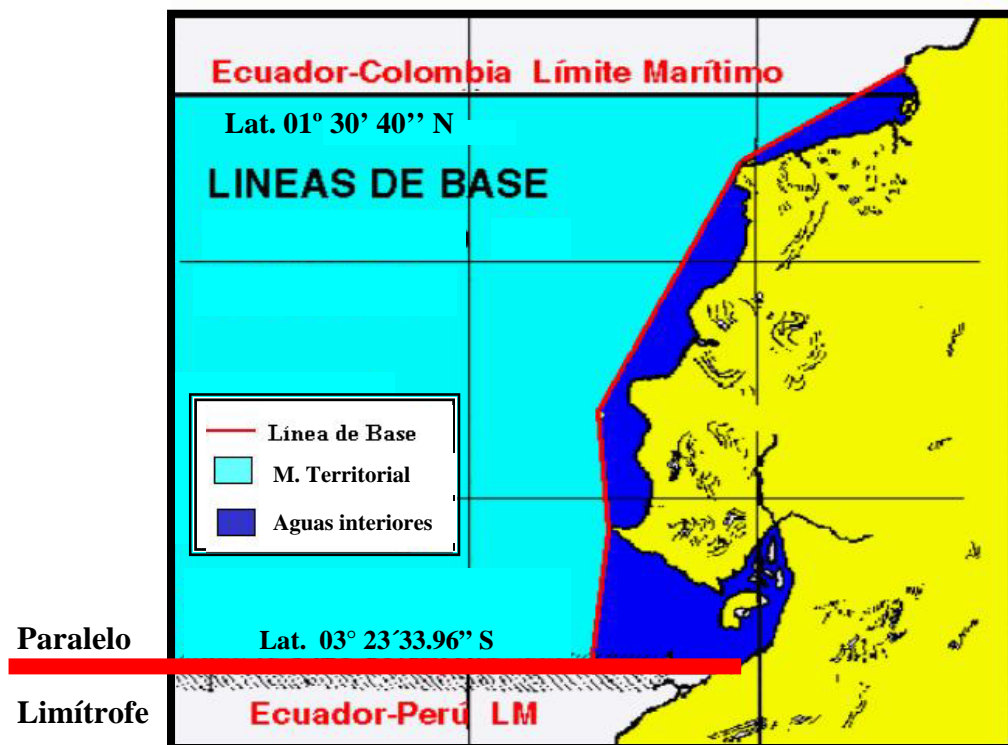 Ecuador-Colombia Límite Marítimo
Lat. 01º 30’ 40’’ N
LINEAS DE BASE
Línea de Base
M. Territorial
Aguas interiores
Paralelo
Lat. 03° 23´33.96” S
Limítrofe
Ecuador-Perú LM